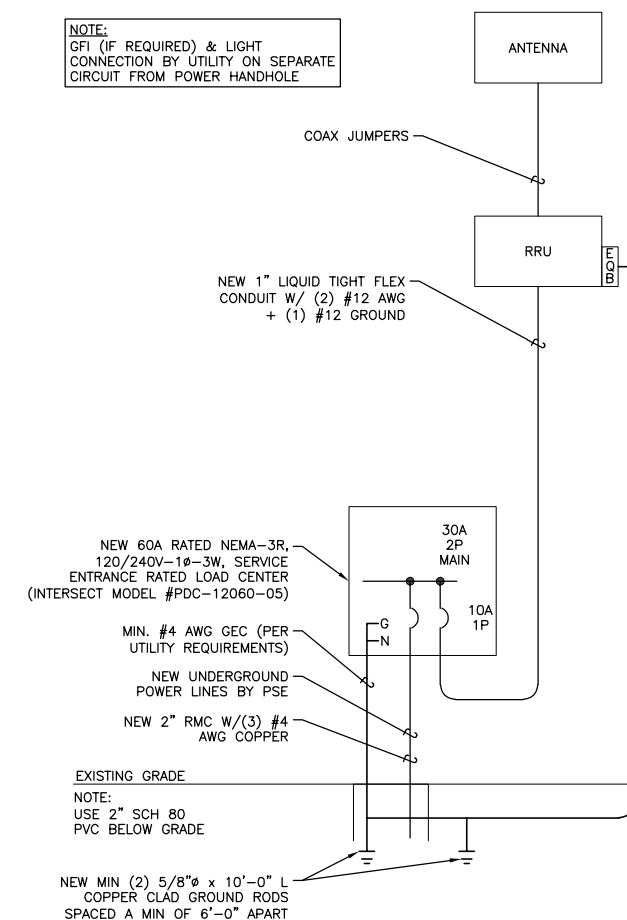 NOTE:
GFI (IF REQUIRED) & LIGHT
CONNECTION BY UTILITY ON SEPARATE
CIRCUIT FROM POWER HANDHOLE
ANTENNA
COAX JUMPERS
RRU
E
Q
B
NEW 1" LIQUID TIGHT FLEX
CONDUIT W/ (2) #12 AWG
+ (1) #12 GROUND
30A
2P
MAIN
10A
1P
G
N
NEW 60A RATED NEMA-3R,
120/240V-1ø-3W, SERVICE
ENTRANCE RATED LOAD CENTER
(INTERSECT MODEL #PDC-12060-05)
MIN. #4 AWG GEC (PER
UTILITY REQUIREMENTS)
NEW UNDERGROUND
POWER LINES BY PSE
NEW 2" RMC W/(3) #4
AWG COPPER
EXISTING GRADE
NOTE:
USE 2" SCH 80
PVC BELOW GRADE
NEW MIN (2) 5/8"ø x 10'-0" L
COPPER CLAD GROUND RODS
SPACED A MIN OF 6'-0" APART